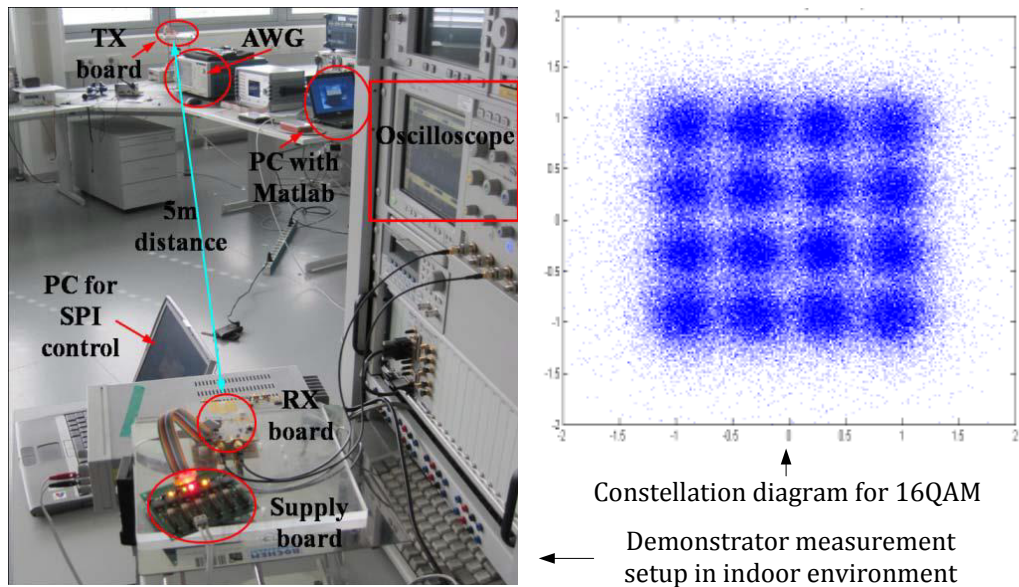 TX
board
AWG
Oscilloscope
PC with
Matlab
5m
distance
PC for
SPI
control
RX
board
Supply
board
2
1.5
1
0.5
0
-0.5
-1
-1.5
-2
-2
-1.5
-1
-0.5
0
0.5
1
1.5
2
Constellation diagram for 16QAM
Demonstrator measurement
setup in indoor environment